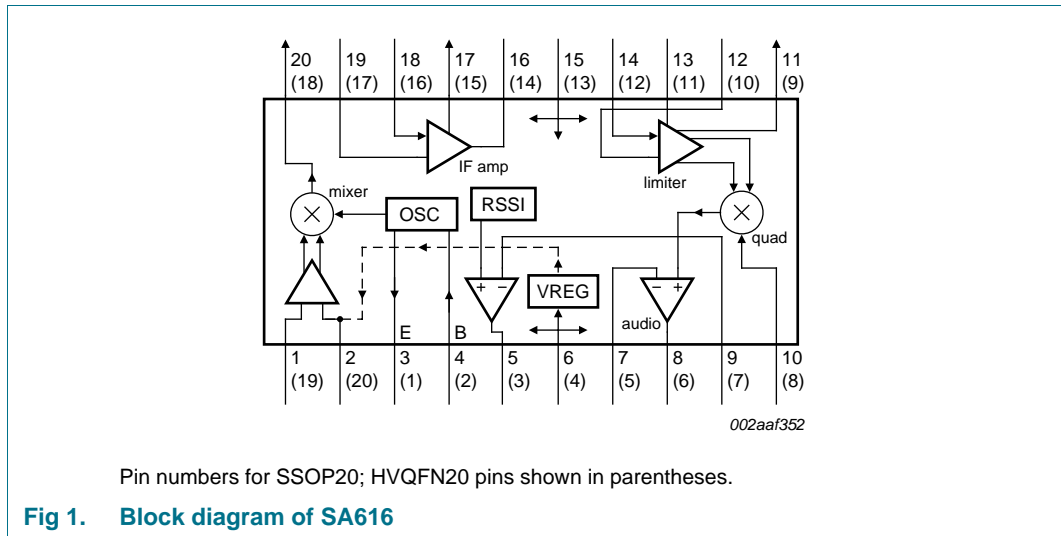 20 19 18 17 16 15 14 13 12 11
(18) (17) (16) (15) (14) (13) (12) (11) (10) (9)
IF amp
limiter
mixer
OSC
RSSI
quad
+ −
VREG
− +
audio
E B
1 2 3 4 5 6 7 8 9 10
(19) (20) (1) (2) (3) (4) (5) (6) (7) (8)
002aaf352
Pin numbers for SSOP20; HVQFN20 pins shown in parentheses.
Fig 1. Block diagram of SA616